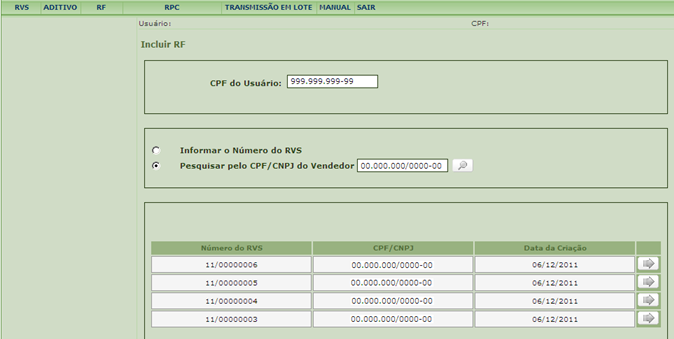 RVS ADITIVO RF RPC TRANSMISSÃO EM LOTE MANUAL SAIR
Usuário: CPF:
Incluir RF
CPF do Usuário: 999.999.999-99
Informar o Número do RVS
Pesquisar pelo CPF/CNPJ do Vendedor 00.000.000/0000-00
Número do RVS CPF/CNPJ Data da Criação
11/00000006 00.000.000/0000-00 06/12/2011
11/00000005 00.000.000/0000-00 06/12/2011
11/00000004 00.000.000/0000-00 06/12/2011
11/00000003 00.000.000/0000-00 06/12/2011